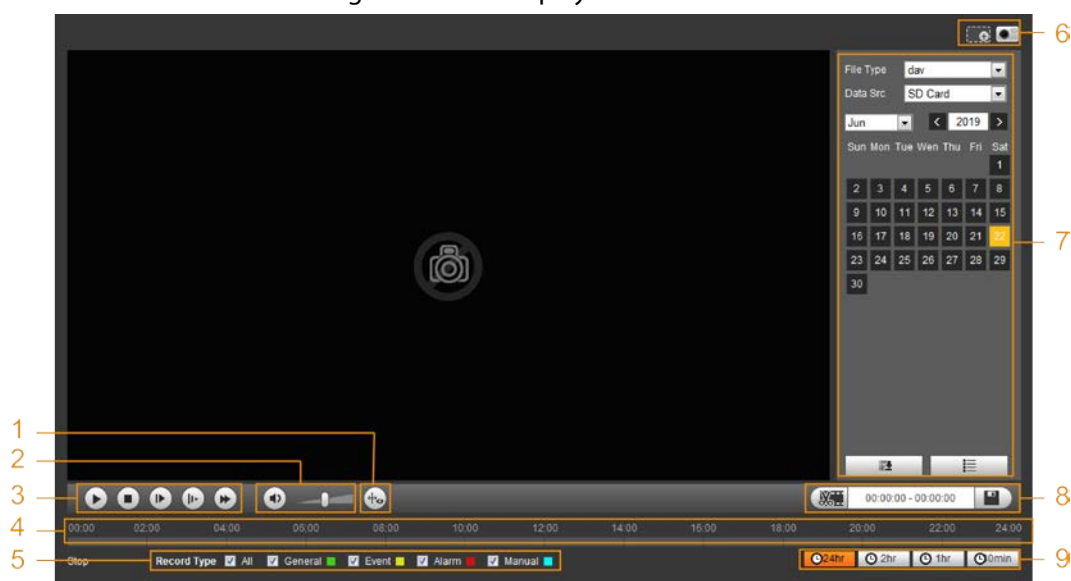 6
File Type dav
Data Src SD Card
Jun 2019
Sun Mon Tue Wen Thu Fri Sat
1
2 3 4 5 6 7 8
9 10 11 12 13 14 15
16 17 18 19 20 21 22
23 24 25 26 27 28 29
30
7
1
2
3
00:00:00 - 00:00:00
8
4
00:00 02:00 04:00 06:00 08:00 10:00 12:00 14:00 16:00 18:00 20:00 22:00 24:00
5
Stop Record Type All General Event Alarm Manual
24hr 2hr 1hr 0min
9